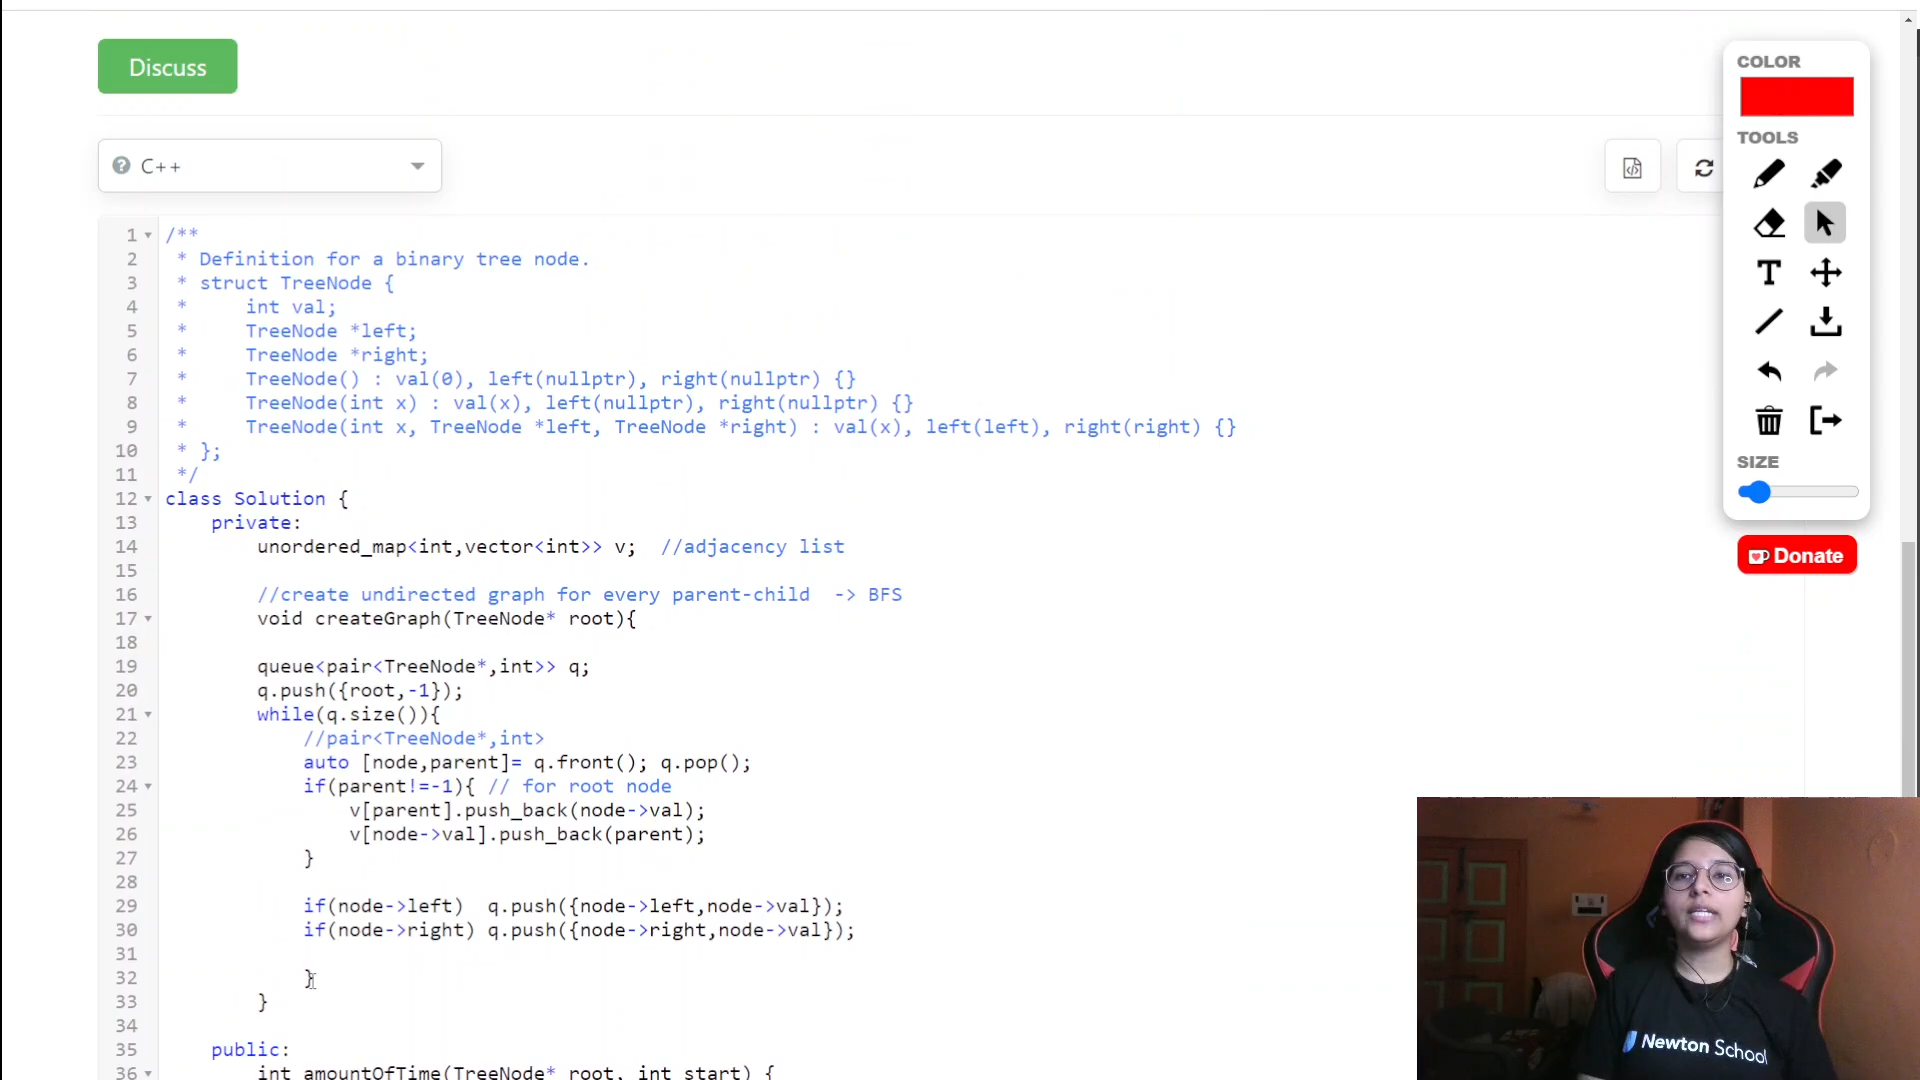 Discuss
COLOR
TOOLS
SIZE
Donate
C++
1 /**
2  * Definition for a binary tree node.
3  * struct TreeNode {
4  *     int val;
5  *     TreeNode *left;
6  *     TreeNode *right;
7  *     TreeNode() : val(0), left(nullptr), right(nullptr) {}
8  *     TreeNode(int x) : val(x), left(nullptr), right(nullptr) {}
9  *     TreeNode(int x, TreeNode *left, TreeNode *right) : val(x), left(left), right(right) {}
10  * };
11  */
12 class Solution {
13     private:
14         unordered_map<int,vector<int>> v;  //adjacency list
15
16         //create undirected graph for every parent-child  -> BFS
17         void createGraph(TreeNode* root){
18
19         queue<pair<TreeNode*,int>> q;
20         q.push({root,-1});
21         while(q.size()){
22             //pair<TreeNode*,int>
23             auto [node,parent]= q.front(); q.pop();
24             if(parent!=-1){ // for root node
25                 v[parent].push_back(node->val);
26                 v[node->val].push_back(parent);
27             }
28
29             if(node->left)  q.push({node->left,node->val});
30             if(node->right) q.push({node->right,node->val});
31
32             }
33         }
34
35     public:
36         int amountOfTime(TreeNode* root, int start) {
Newton School